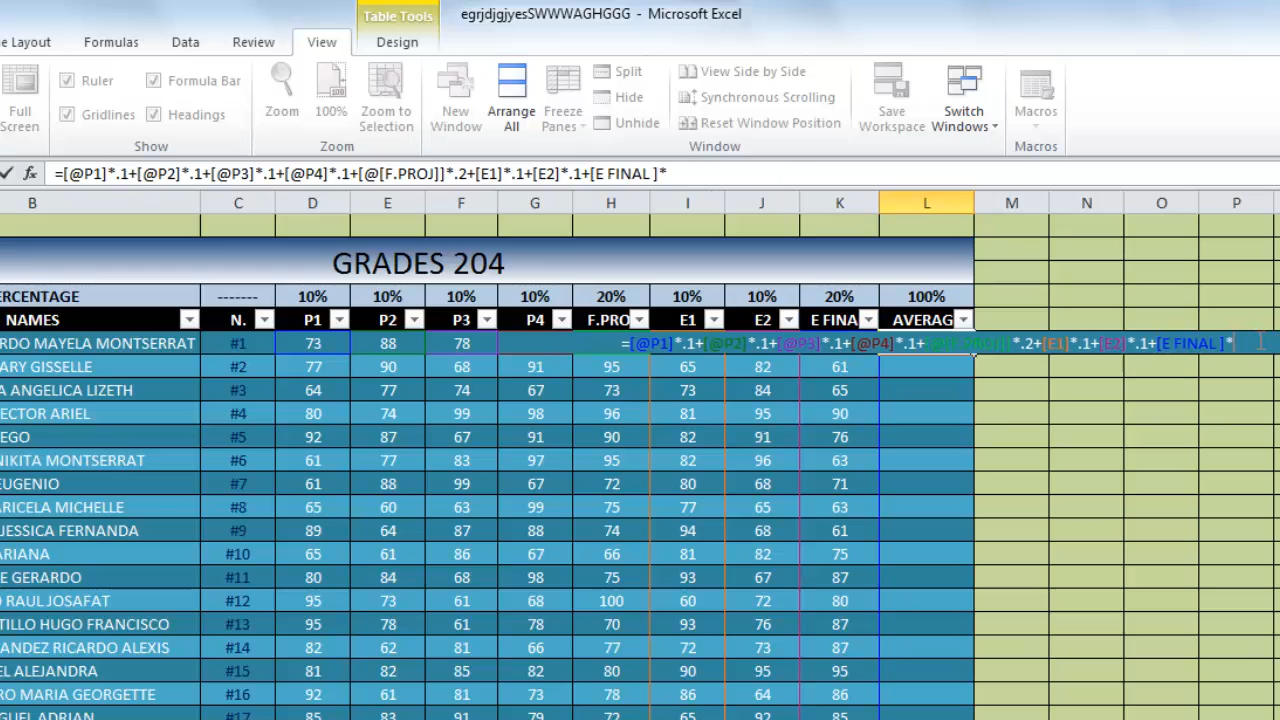 Table Tools
egrjdjgjyesSWWWAGHGGG - Microsoft Excel
e Layout Formulas Data Review View Design
Full Screen
Ruler Formula Bar
Gridlines Headings
Show
Zoom 100% Zoom to Selection
Zoom
New Window Arrange All Freeze Panes
Split
Hide
Unhide
View Side by Side
Synchronous Scrolling
Reset Window Position
Window
Save Workspace Switch Windows
Macros
Macros
fx =[@P1]*.1+[@P2]*.1+[@P3]*.1+[@P4]*.1+[@[F.PROJ]]*.2+[E1]*.1+[E2]*.1+[E FINAL ]*
B C D E F G H I J K L M N O P
GRADES 204
ERCENTAGE ------- 10% 10% 10% 10% 20% 10% 10% 20% 100%
NAMES N. P1 P2 P3 P4 F.PRO E1 E2 E FINA AVERAG
RDO MAYELA MONTSERRAT #1 73 88 78 =[@P1]*.1+[@P2]*.1+[@P3]*.1+[@P4]*.1+ *.2+[E1]*.1+[E2]*.1+[E FINAL ]*
ARY GISSELLE #2 77 90 68 91 95 65 82 61
A ANGELICA LIZETH #3 64 77 74 67 73 73 84 65
ECTOR ARIEL #4 80 74 99 98 96 81 95 90
EGO #5 92 87 67 91 90 82 91 76
NIKITA MONTSERRAT #6 61 77 83 97 95 82 96 63
EUGENIO #7 61 88 99 67 72 80 68 71
ARICELA MICHELLE #8 65 60 63 99 75 77 65 63
JESSICA FERNANDA #9 89 64 87 88 74 94 68 61
ARIANA #10 65 61 86 67 66 81 82 75
E GERARDO #11 80 84 68 98 75 93 67 87
O RAUL JOSAFAT #12 95 73 61 68 100 60 72 80
TILLO HUGO FRANCISCO #13 95 78 61 78 70 93 76 87
ANDEZ RICARDO ALEXIS #14 82 62 81 66 77 72 73 87
EL ALEJANDRA #15 81 82 85 82 80 90 95 95
RO MARIA GEORGETTE #16 92 61 81 73 78 86 64 86
GUEL ADRIAN #17 85 83 91 79 72 65 92 85